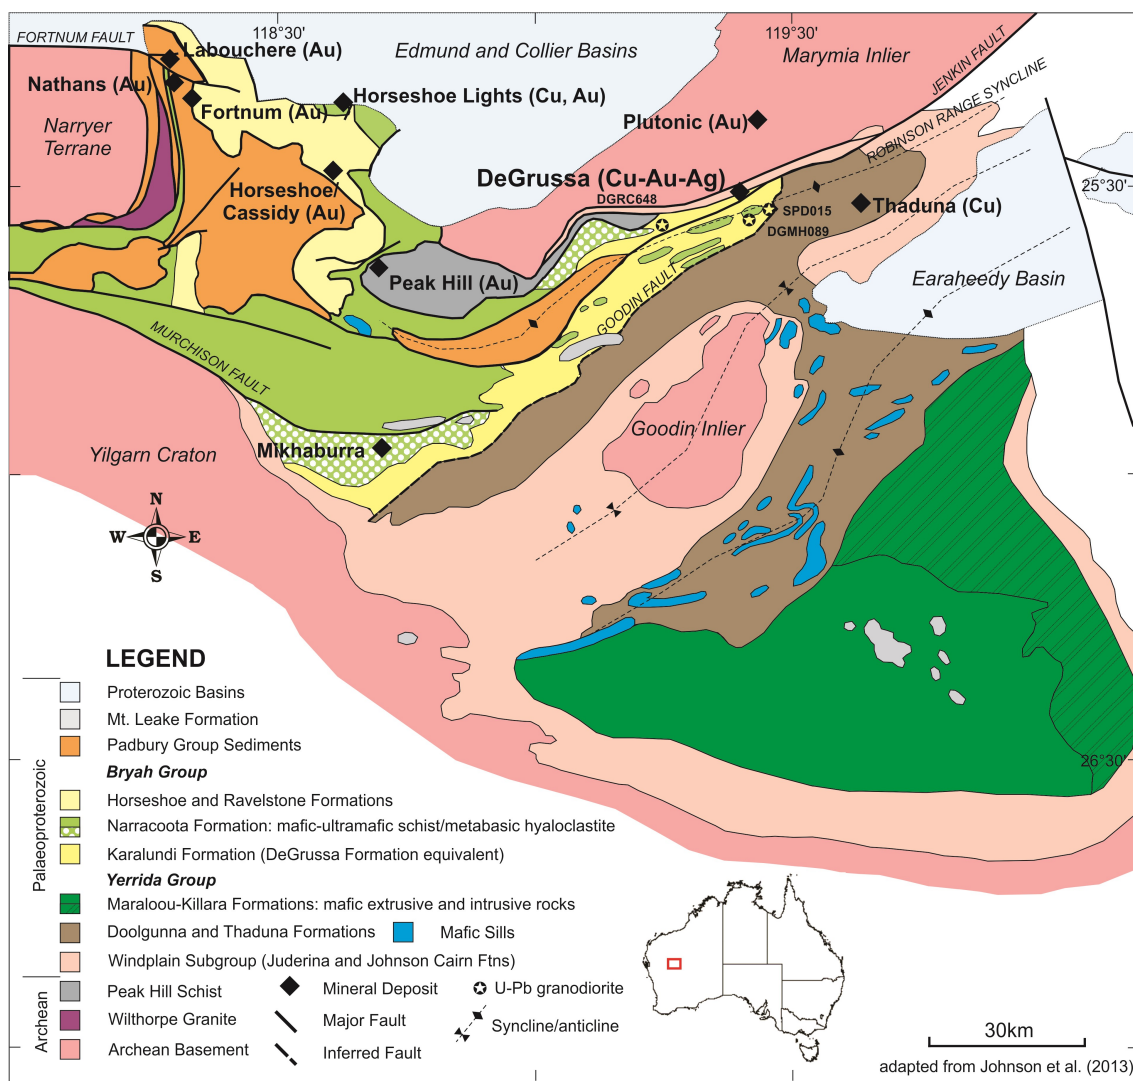 118°30'
119°30'
FORTNUM FAULT
Labouchere (Au)
Edmund and Collier Basins
Marymia Inlier
JENKIN FAULT
Nathans (Au)
Fortnum (Au)
Horseshoe Lights (Cu, Au)
ROBINSON RANGE SYNCLINE
Plutonic (Au)
Narryer
Terrane
DeGrussa (Cu-Au-Ag)
25°30'
Horseshoe/
Cassidy (Au)
DGRC648
SPD015
DGMH089
Thaduna (Cu)
Peak Hill (Au)
GOODIN FAULT
Earaheedy Basin
MURCHISON FAULT
Goodin Inlier
Mikhaburra
Yilgarn Craton
N
W
E
S
26°30'
LEGEND
Palaeoproterozoic
Proterozoic Basins
Mt. Leake Formation
Padbury Group Sediments
Bryah Group
Horseshoe and Ravelstone Formations
Narracoota Formation: mafic-ultramafic schist/metabasic hyaloclastite
Karalundi Formation (DeGrussa Formation equivalent)
Yerrida Group
Maraloou-Killara Formations: mafic extrusive and intrusive rocks
Doolgunna and Thaduna Formations
Mafic Sills
Windplain Subgroup (Juderina and Johnson Cairn Ftns)
Archean
Peak Hill Schist
Mineral Deposit
U-Pb granodiorite
Wilthorpe Granite
Major Fault
Syncline/anticline
Archean Basement
Inferred Fault
30km
adapted from Johnson et al. (2013)